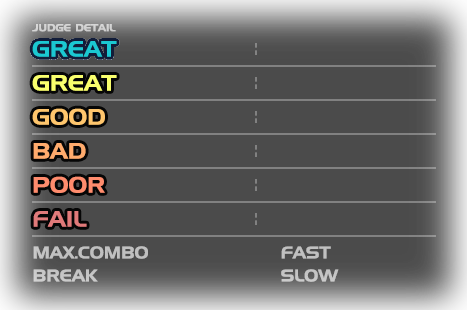 JUDGE DETAIL
GREAT
GREAT
GOOD
BAD
POOR
FAIL
MAX.COMBO FAST
BREAK SLOW